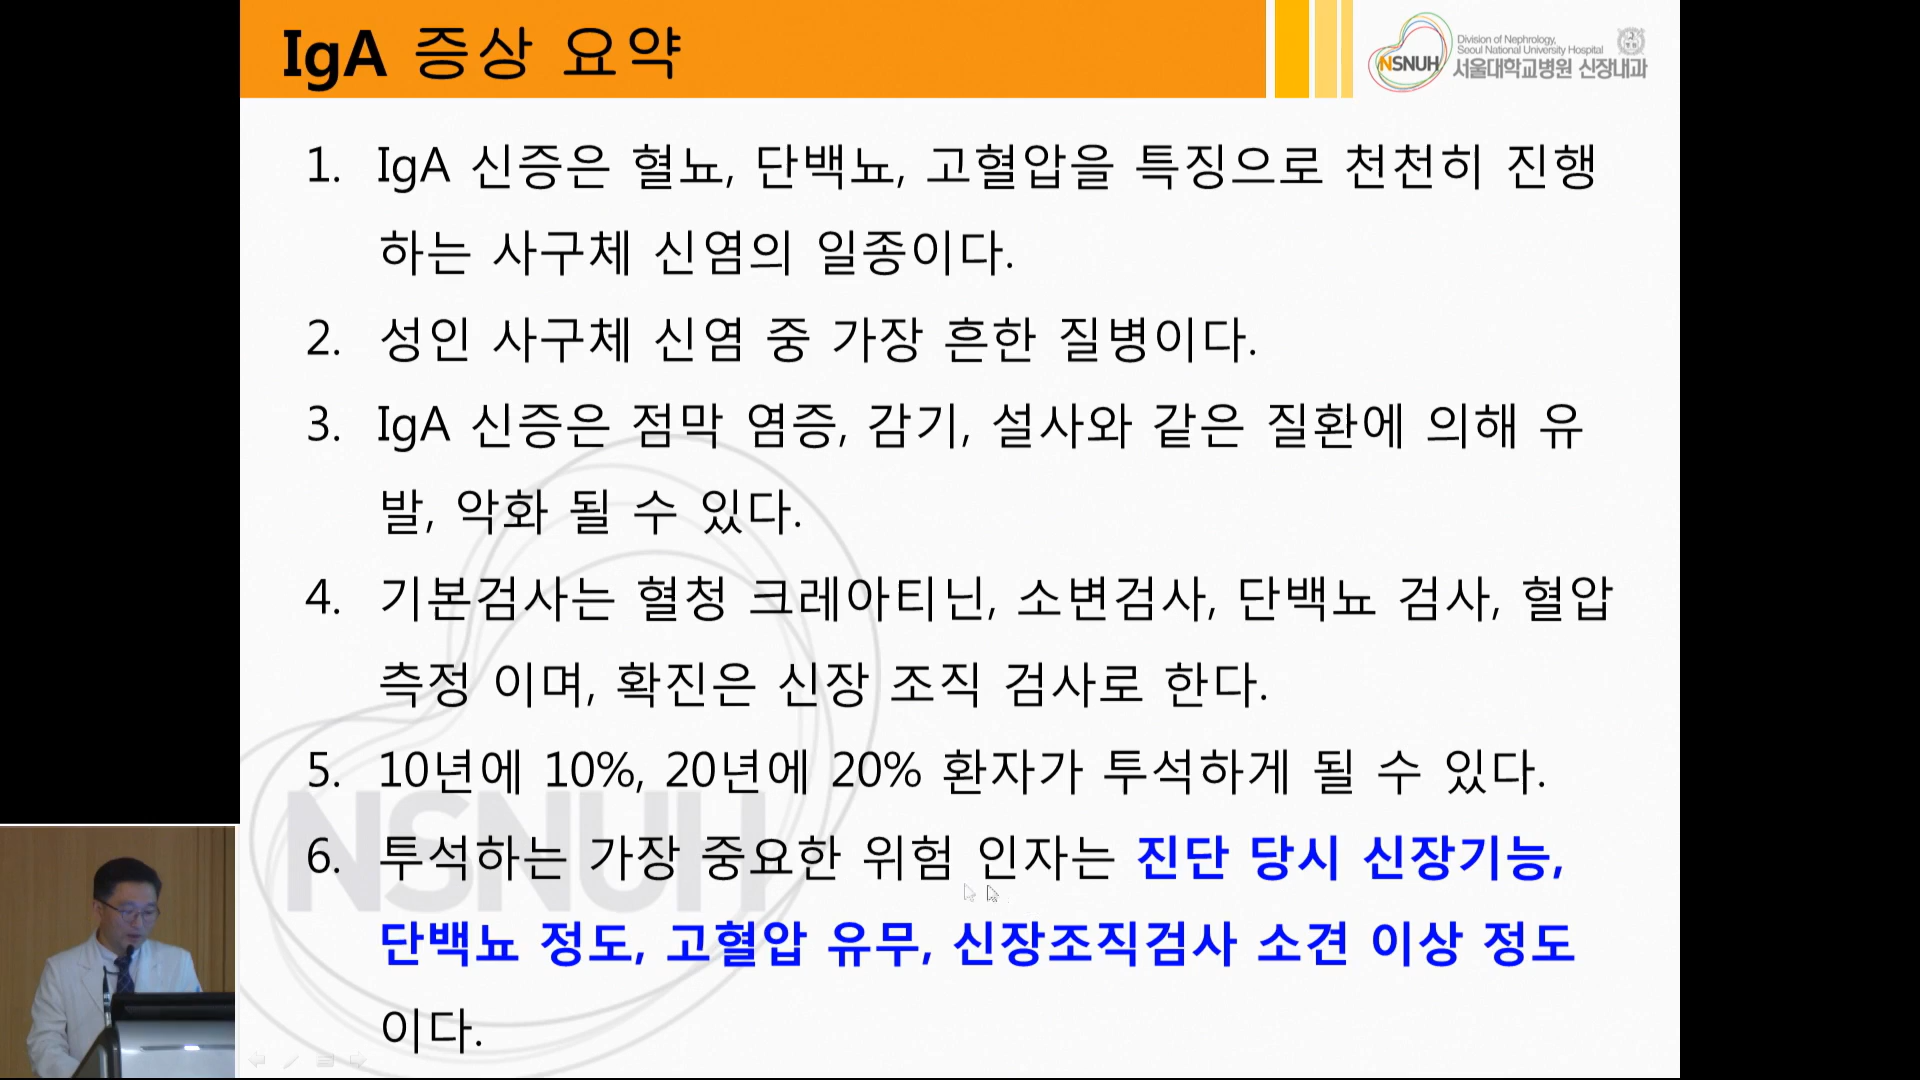 IgA 증상 요약
NSNUH
Division of Nephrology,
Seoul National University Hospital
서울대학교병원 신장내과
1. IgA 신증은 혈뇨, 단백뇨, 고혈압을 특징으로 천천히 진행
하는 사구체 신염의 일종이다.
2. 성인 사구체 신염 중 가장 흔한 질병이다.
3. IgA 신증은 점막 염증, 감기, 설사와 같은 질환에 의해 유
발, 악화 될 수 있다.
4. 기본검사는 혈청 크레아티닌, 소변검사, 단백뇨 검사, 혈압
측정 이며, 확진은 신장 조직 검사로 한다.
5. 10년에 10%, 20년에 20% 환자가 투석하게 될 수 있다.
6. 투석하는 가장 중요한 위험 인자는 진단 당시 신장기능,
단백뇨 정도, 고혈압 유무, 신장조직검사 소견 이상 정도
이다.
NSNUH